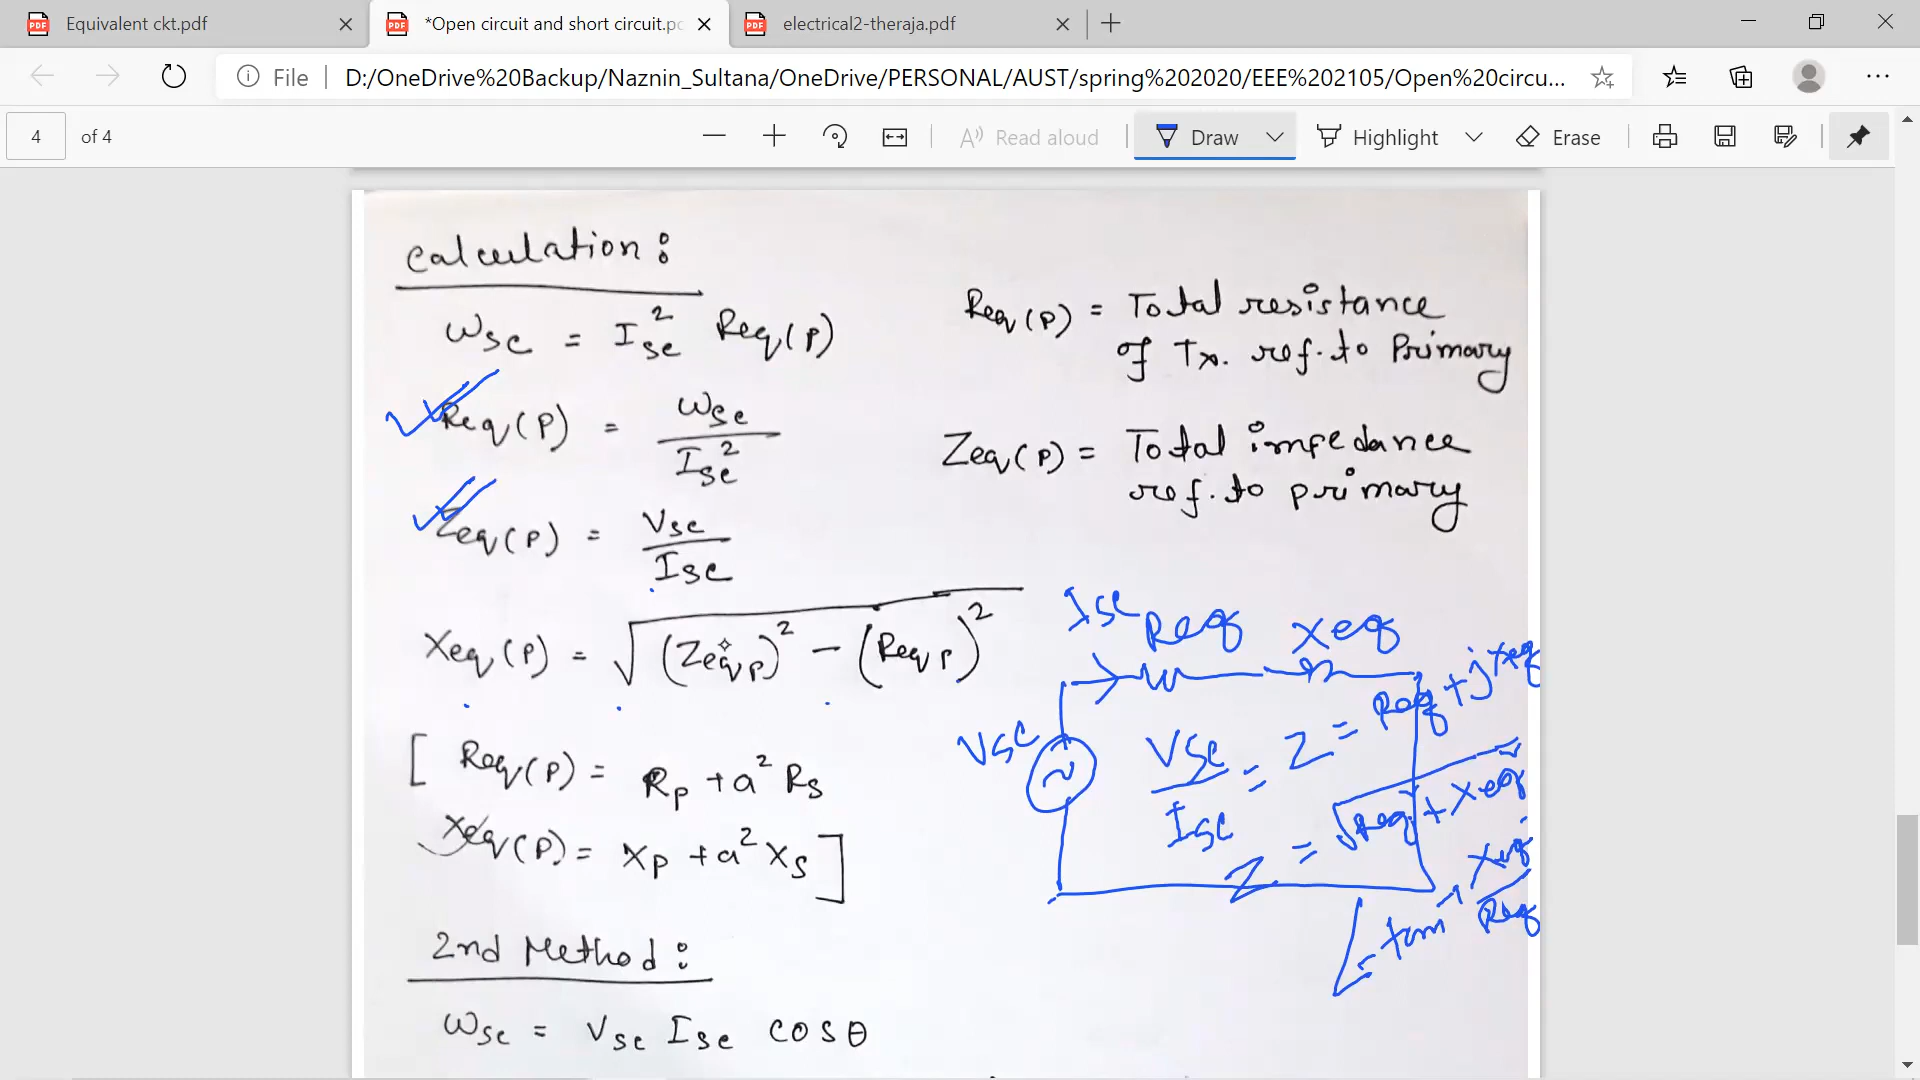 Equivalent ckt.pdf
*Open circuit and short circuit.pc
electrical2-theraja.pdf
File
D:/OneDrive%20Backup/Naznin_Sultana/OneDrive/PERSONAL/AUST/spring%202020/EEE%202105/Open%20circu...
4 of 4
Read aloud
Draw
Highlight
Erase
Calculation:
Wsc = Isc² Req(P)
Req(P) = Wsc / Isc²
Zeq(P) = Vsc / Isc
Xeq(P) = √(Zeq P)² - (Req P)²
[ Req(P) = Rp + a² Rs
Xeq(P) = Xp + a² Xs ]
2nd Method:
Wsc = Vsc Isc cos θ
Req(P) = Total resistance
of Tx. ref. to Primary
Zeq(P) = Total impedance
ref. to primary
Isc Req Xeq
Vsc
Vsc / Isc = Z = Req + jXeq
Z = √Req² + Xeq²
∠ tan⁻¹ Xeq / Req